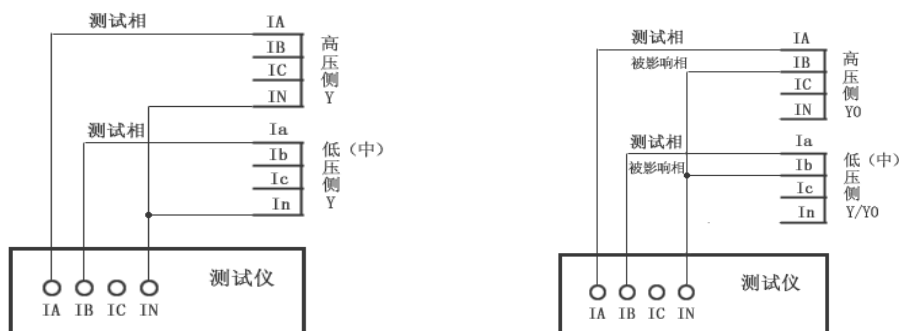 测试相
IA
IB
IC
IN
高
压
侧
Y
测试相
Ia
Ib
Ic
In
低（中）
压
侧
Y
测试仪
IA IB IC IN
测试相
被影响相
IA
IB
IC
IN
高
压
侧
Y0
测试相
被影响相
Ia
Ib
Ic
In
低（中）
压
侧
Y/Y0
测试仪
IA IB IC IN